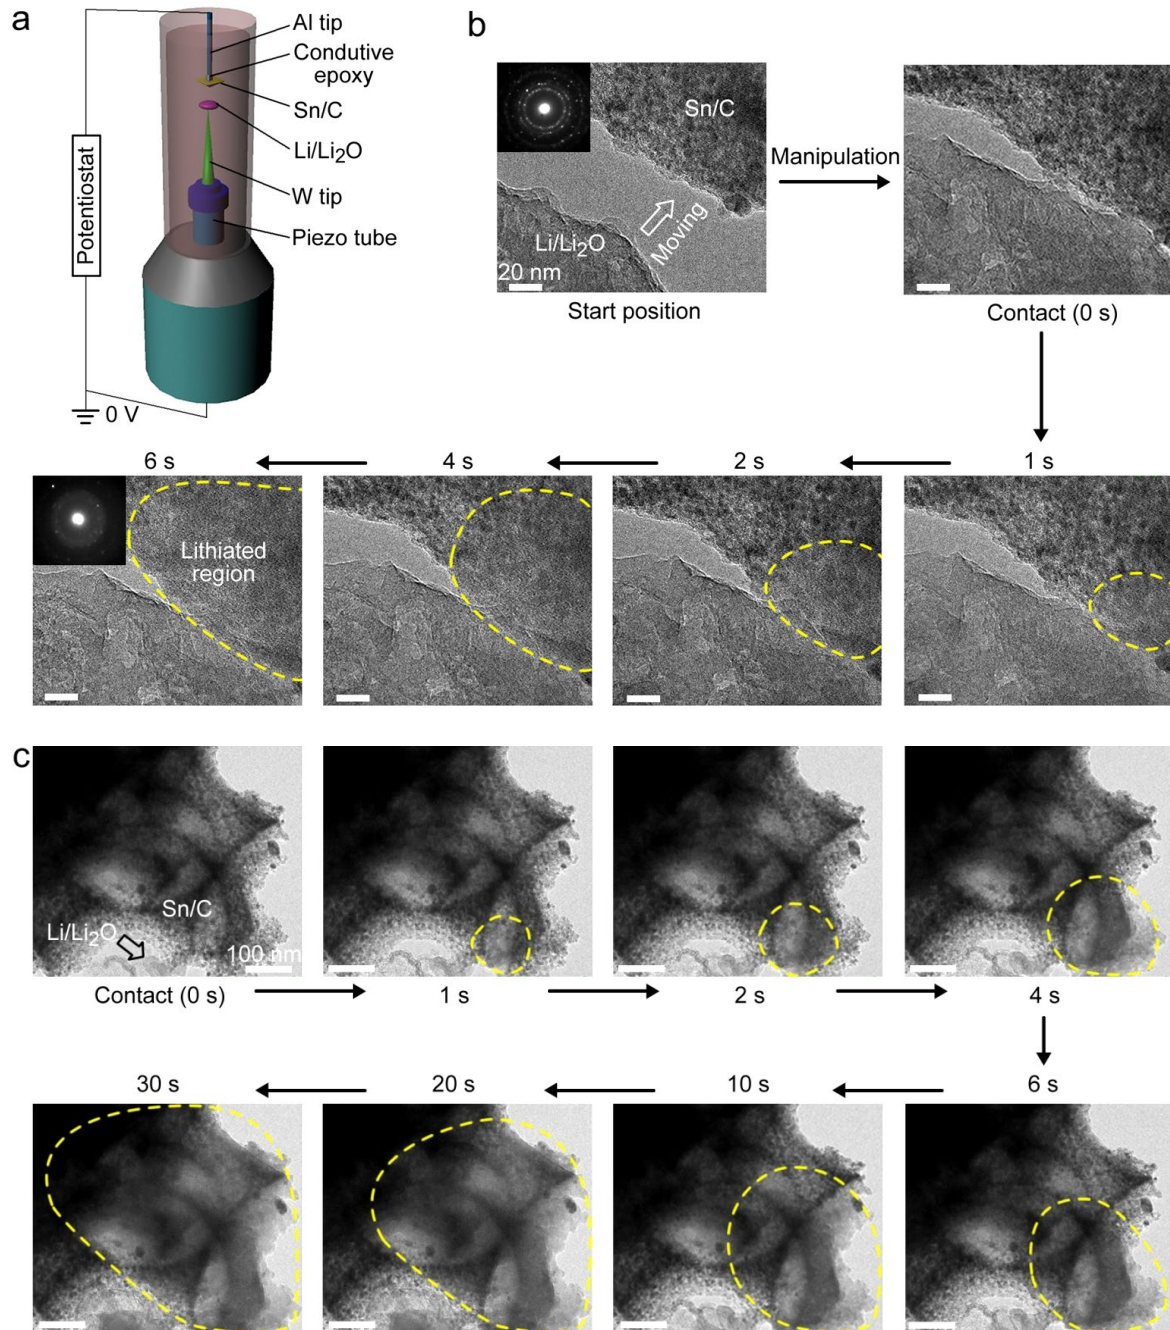 a
Al tip
Condutive
epoxy
Sn/C
Li/Li₂O
W tip
Piezo tube
Potentiostat
0 V
b
Sn/C
Li/Li₂O
Moving
20 nm
Start position
Manipulation
Contact (0 s)
6 s
4 s
2 s
1 s
Lithiated
region
c
Sn/C
Li/Li₂O
100 nm
Contact (0 s)
1 s
2 s
4 s
30 s
20 s
10 s
6 s